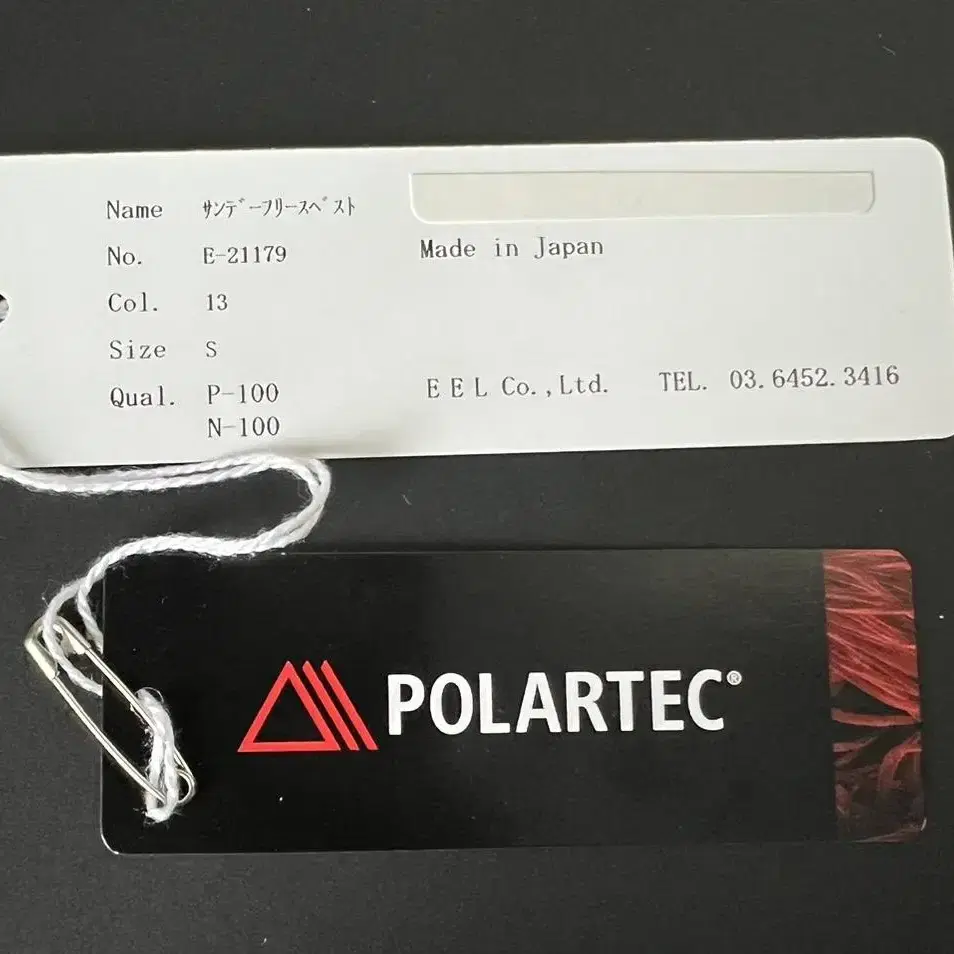 Name ｻﾝﾃﾞｰﾌﾘｰｽﾍﾞｽﾄ
No. E-21179
Made in Japan
Col. 13
Size S
Qual. P-100
N-100
E E L Co.,Ltd. TEL. 03.6452.3416
POLARTEC®